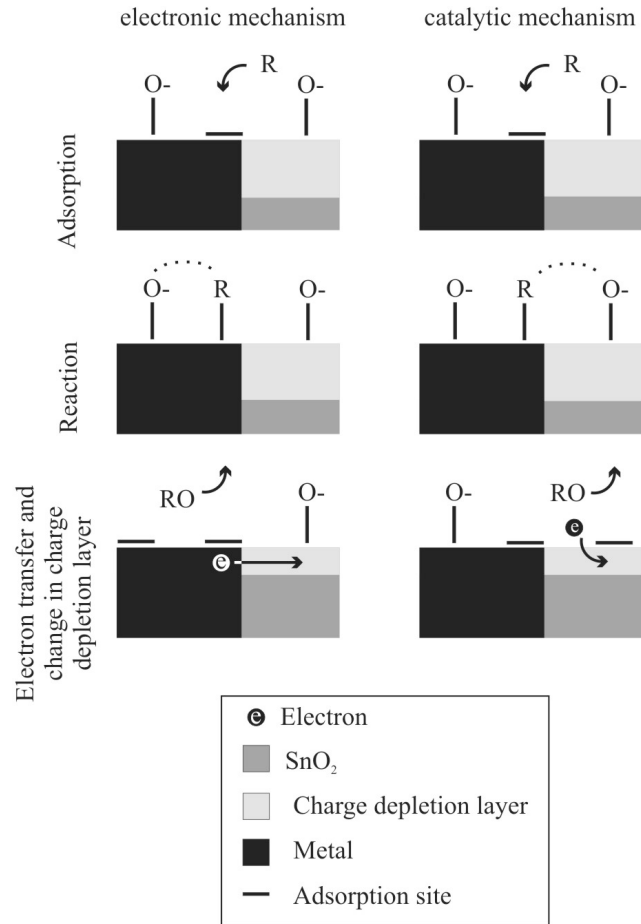 electronic mechanism
catalytic mechanism
Adsorption
R
O-
O-
R
O-
O-
Reaction
O-
R
O-
O-
R
O-
Electron transfer and
change in charge
depletion layer
RO
O-
e
O-
RO
e
e Electron
SnO₂
Charge depletion layer
Metal
Adsorption site